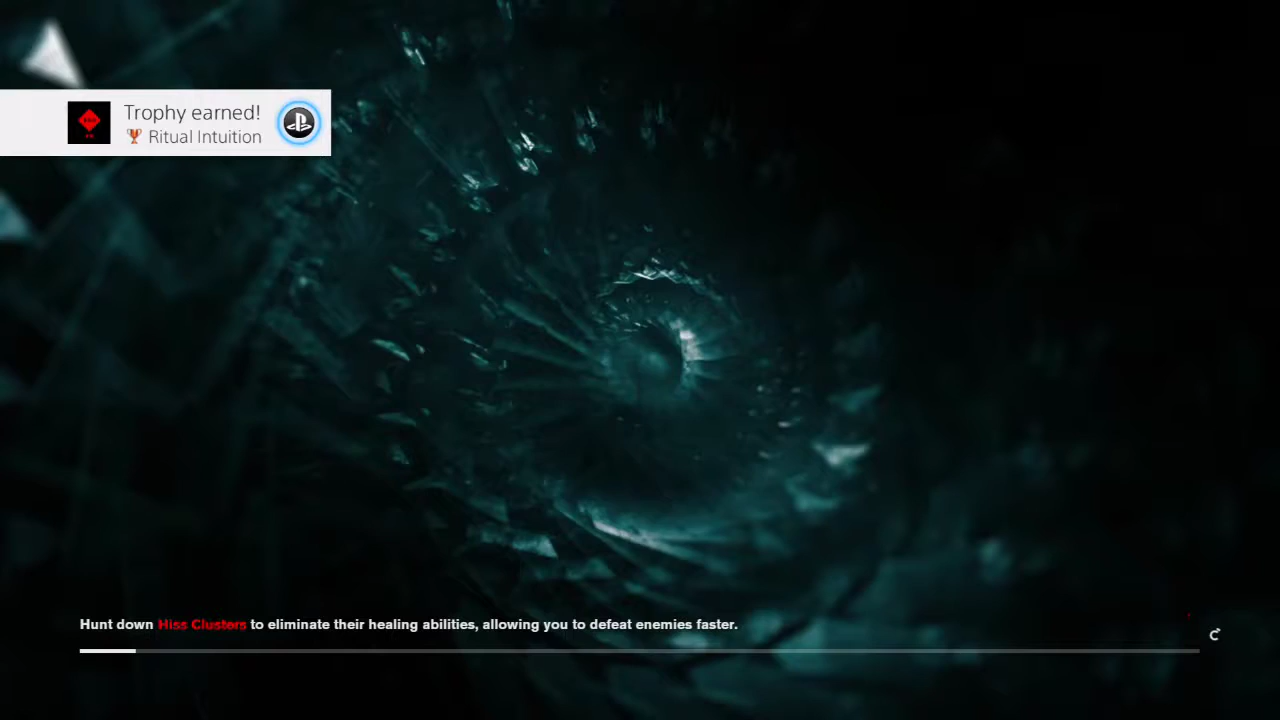 Trophy earned!
Ritual Intuition
Hunt down Hiss Clusters to eliminate their healing abilities, allowing you to defeat enemies faster.